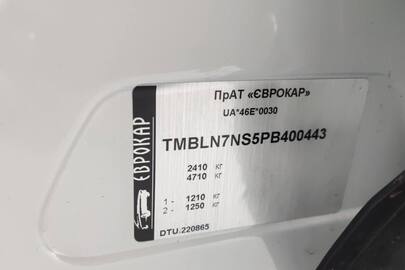 ЄВРОКАР
ПрАТ «ЄВРОКАР»
UA*46E*0030
TMBLN7NS5PB400443
2410 кг
4710 кг
1 - 1210 кг
2 - 1250 кг
DTU.220865